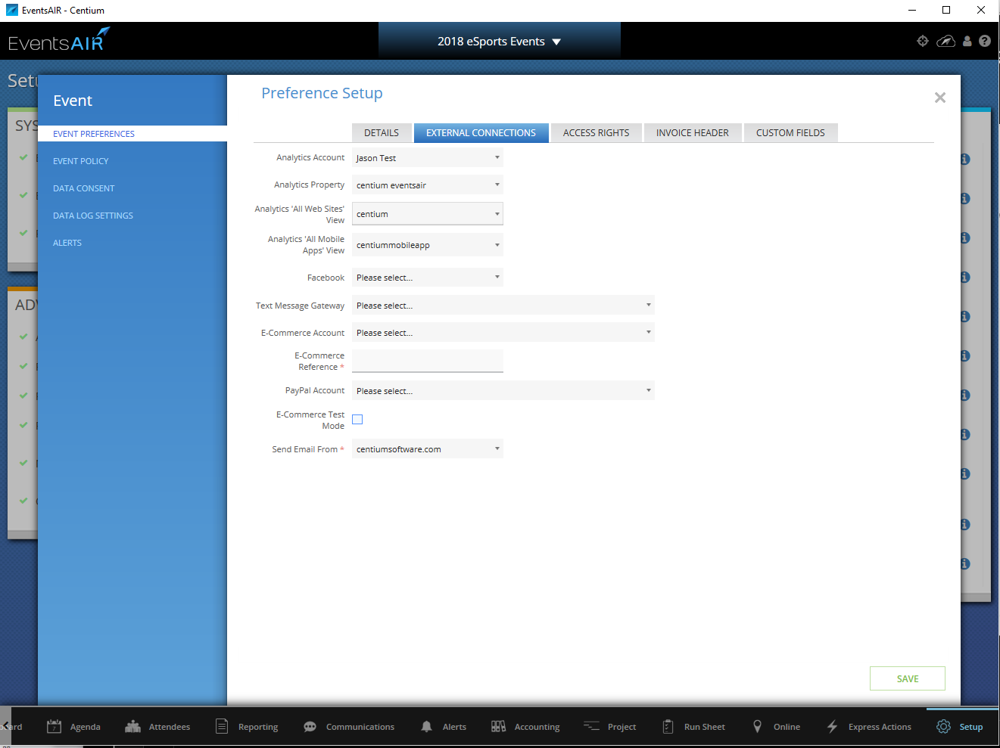 EventsAIR - Centium
EventsAIR
2018 eSports Events
Event
Preference Setup
EVENT PREFERENCES
EVENT POLICY
DATA CONSENT
DATA LOG SETTINGS
ALERTS
DETAILS
EXTERNAL CONNECTIONS
ACCESS RIGHTS
INVOICE HEADER
CUSTOM FIELDS
Analytics Account
Jason Test
Analytics Property
centium eventsair
Analytics 'All Web Sites'
View
centium
Analytics 'All Mobile
Apps' View
centiummobileapp
Facebook
Please select...
Text Message Gateway
Please select...
E-Commerce Account
Please select...
E-Commerce
Reference *
PayPal Account
Please select...
E-Commerce Test
Mode
Send Email From *
centiumsoftware.com
SAVE
Agenda
Attendees
Reporting
Communications
Alerts
Accounting
Project
Run Sheet
Online
Express Actions
Setup